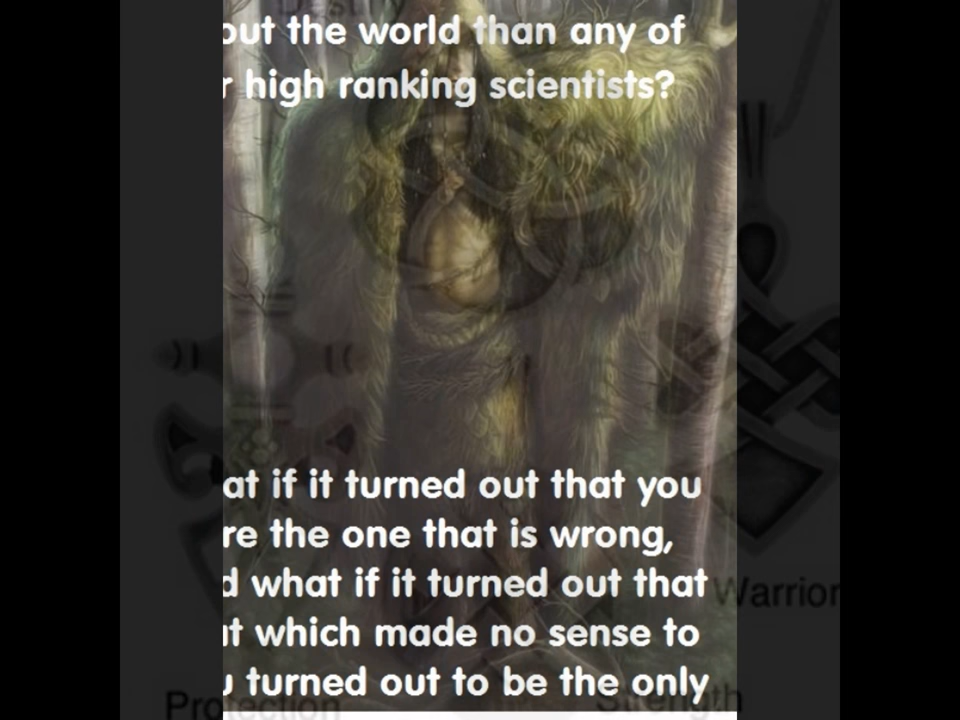 out the world than any of
r high ranking scientists?
at if it turned out that you
re the one that is wrong,
d what if it turned out that
Warrior
at which made no sense to
u turned out to be the only
Protection Strength